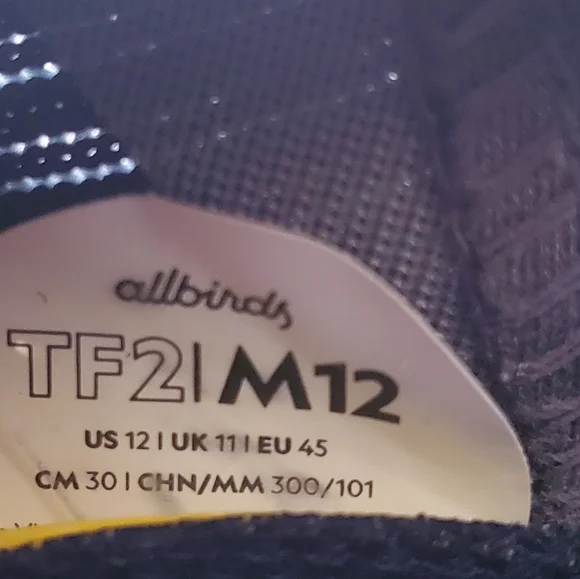 allbirds
TF2| M12
US 12 | UK 11 | EU 45
CM 30 | CHN/MM 300/101